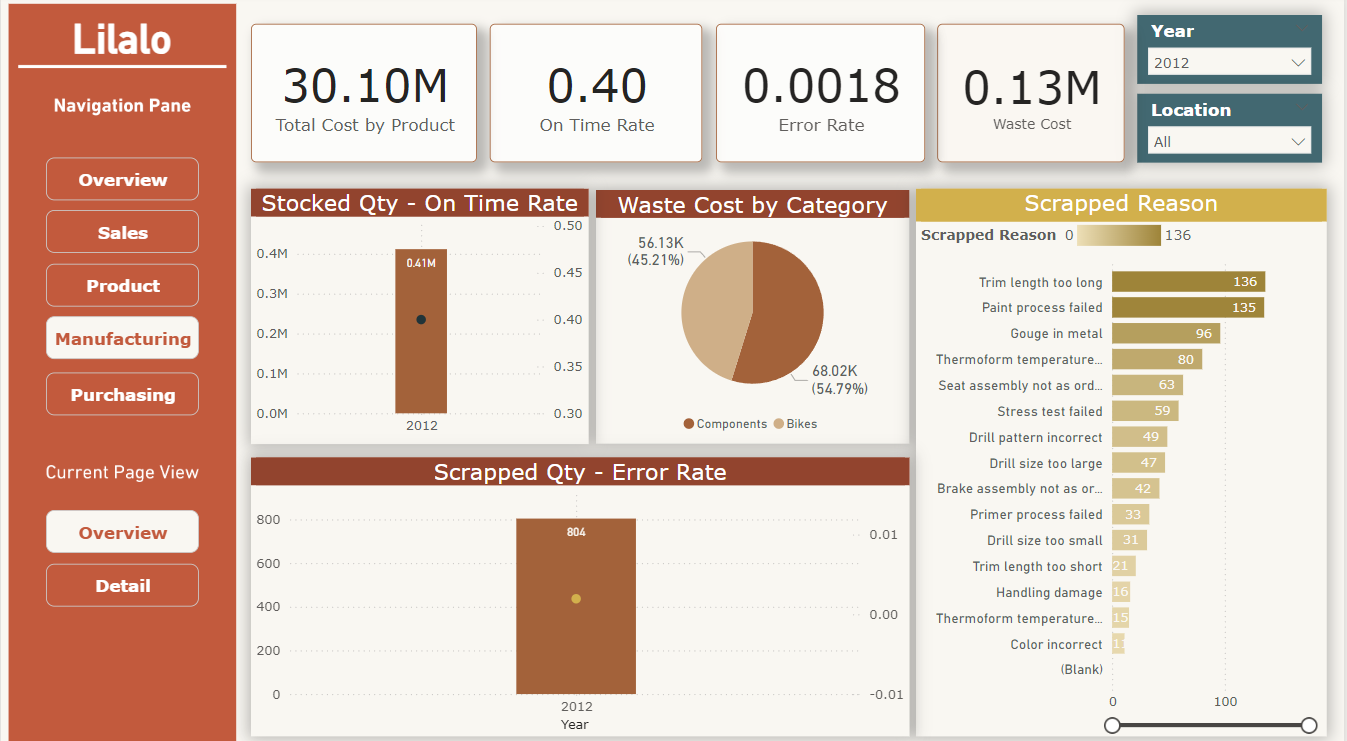 Lilalo
Navigation Pane
Overview
Sales
Product
Manufacturing
Purchasing
Current Page View
Overview
Detail
30.10M
Total Cost by Product
0.40
On Time Rate
0.0018
Error Rate
0.13M
Waste Cost
Year
2012
Location
All
Stocked Qty - On Time Rate
0.50
0.4M
0.41M
0.45
0.3M
0.40
0.2M
0.35
0.1M
0.0M
0.30
2012
Waste Cost by Category
56.13K
(45.21%)
68.02K
(54.79%)
Components Bikes
Scrapped Qty - Error Rate
800
804
0.01
600
400
0.00
200
0
-0.01
2012
Year
Scrapped Reason
Scrapped Reason 0 136
Trim length too long 136
Paint process failed 135
Gouge in metal 96
Thermoform temperature... 80
Seat assembly not as ord... 63
Stress test failed 59
Drill pattern incorrect 49
Drill size too large 47
Brake assembly not as or... 42
Primer process failed 33
Drill size too small 31
Trim length too short 21
Handling damage 16
Thermoform temperature... 15
Color incorrect
(Blank)
0 100